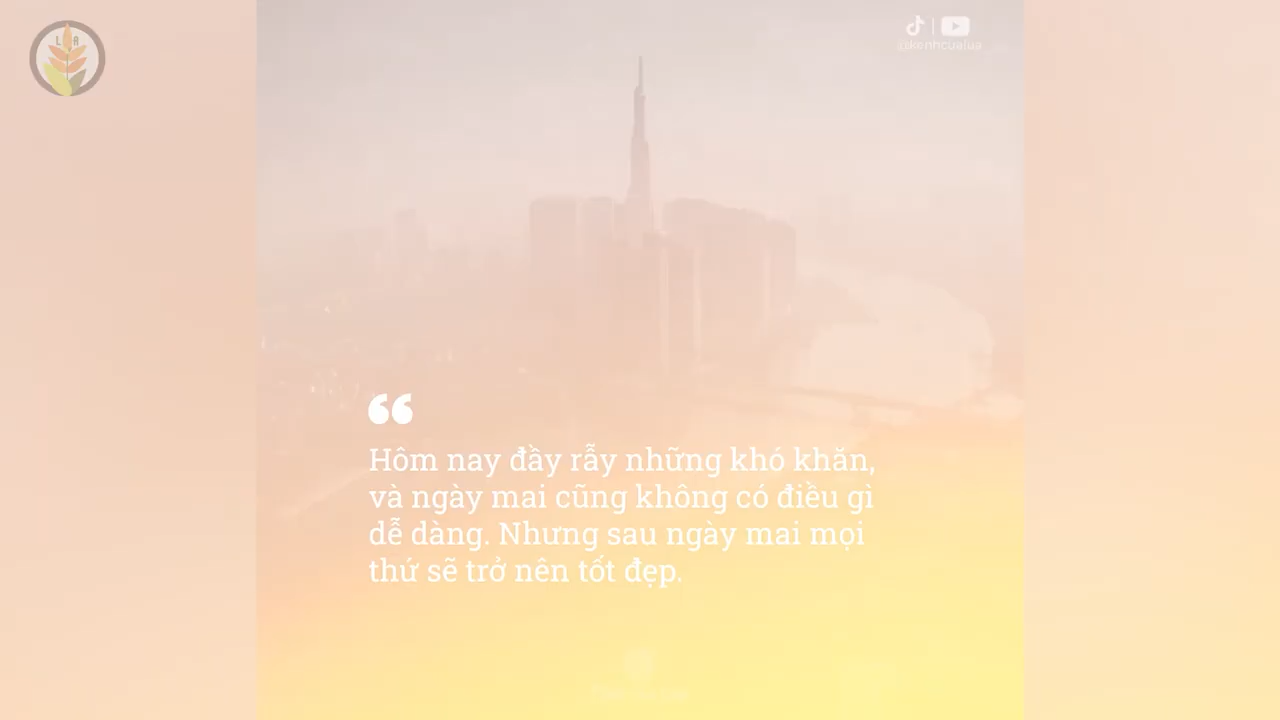 L A
@kenhcualua
Hôm nay đầy rẫy những khó khăn,
và ngày mai cũng không có điều gì
dễ dàng. Nhưng sau ngày mai mọi
thứ sẽ trở nên tốt đẹp.